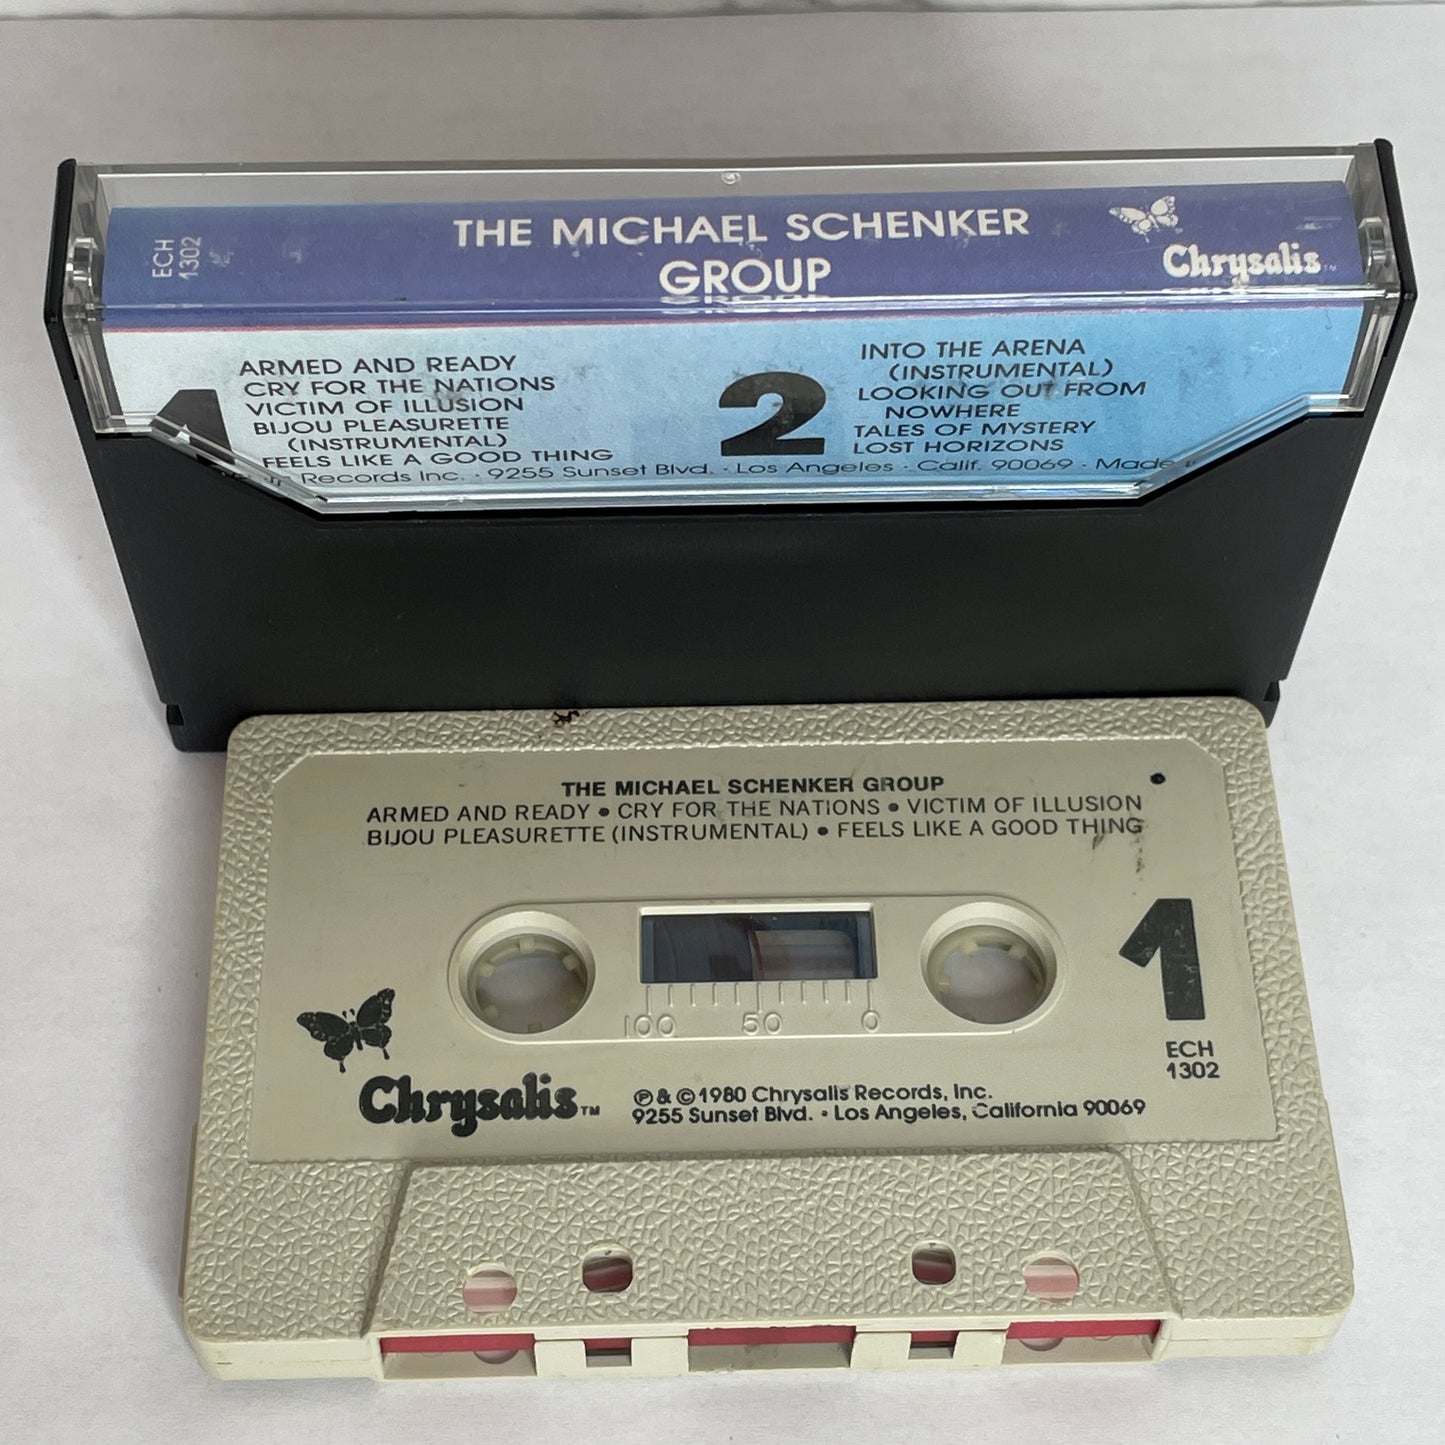 ECH
1302
THE MICHAEL SCHENKER
GROUP
Chrysalis
1
ARMED AND READY
CRY FOR THE NATIONS
VICTIM OF ILLUSION
BIJOU PLEASURETTE
(INSTRUMENTAL)
FEELS LIKE A GOOD THING
2
INTO THE ARENA
(INSTRUMENTAL)
LOOKING OUT FROM
NOWHERE
TALES OF MYSTERY
LOST HORIZONS
Records Inc. · 9255 Sunset Blvd. · Los Angeles · Calif. 90069 · Made
THE MICHAEL SCHENKER GROUP
ARMED AND READY • CRY FOR THE NATIONS • VICTIM OF ILLUSION
BIJOU PLEASURETTE (INSTRUMENTAL) • FEELS LIKE A GOOD THING
100 50 0
1
ECH
1302
Chrysalis™
℗ & © 1980 Chrysalis Records, Inc.
9255 Sunset Blvd. • Los Angeles, California 90069